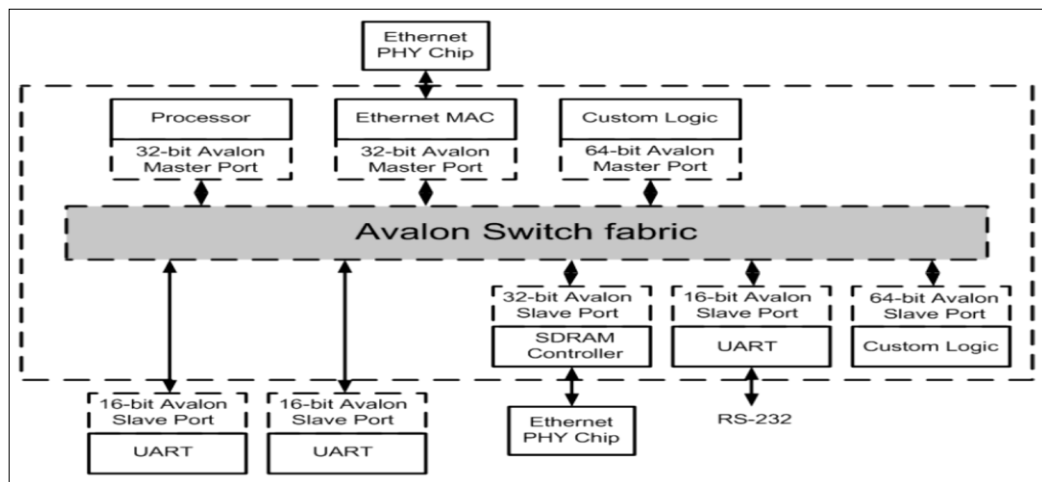 Ethernet
PHY Chip
Processor
Ethernet MAC
Custom Logic
32-bit Avalon
Master Port
32-bit Avalon
Master Port
64-bit Avalon
Master Port
Avalon Switch fabric
32-bit Avalon
Slave Port
16-bit Avalon
Slave Port
64-bit Avalon
Slave Port
SDRAM
Controller
UART
Custom Logic
16-bit Avalon
Slave Port
16-bit Avalon
Slave Port
Ethernet
PHY Chip
RS-232
UART
UART